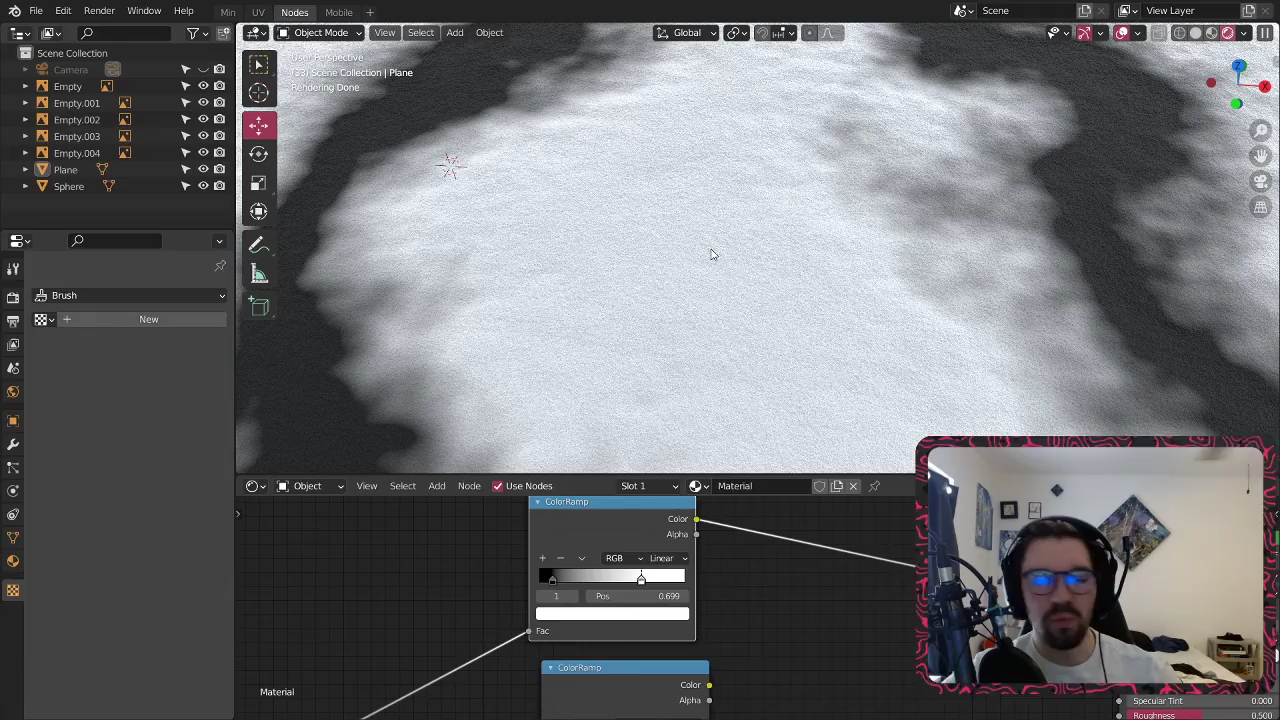 File Edit Render Window Help Min UV Nodes Mobile + Scene View Layer
Object Mode View Select Add Object Global
Scene Collection
Camera
Empty
Empty.001
Empty.002
Empty.003
Empty.004
Plane
Sphere
User Perspective
(33) Scene Collection | Plane
Rendering Done
Z
X
Brush
+ New
Object View Select Add Node Use Nodes Slot 1 Material
ColorRamp
Color
Alpha
+ − RGB Linear
1 Pos 0.699
Fac
Material
ColorRamp
Color
Alpha
Specular Tint 0.000
Roughness 0.500